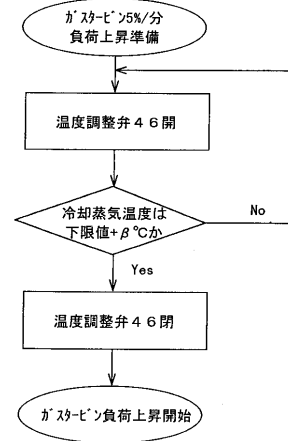 ｶﾞｽﾀｰﾋﾞﾝ5%/分
負荷上昇準備
温度調整弁４６開
冷却蒸気温度は
下限値+β℃か
No
Yes
温度調整弁４６閉
ｶﾞｽﾀｰﾋﾞﾝ負荷上昇開始